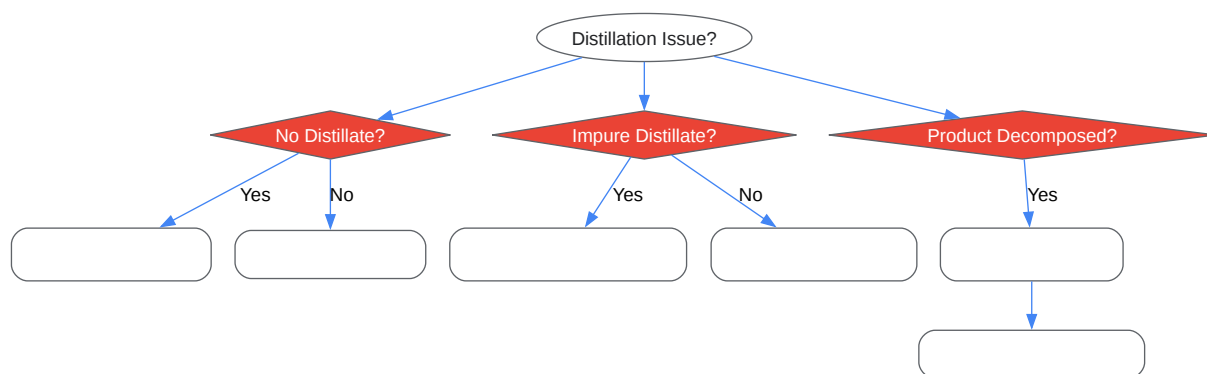 Distillation Issue?
No Distillate?
Impure Distillate?
Product Decomposed?
Yes
No
Yes
No
Yes